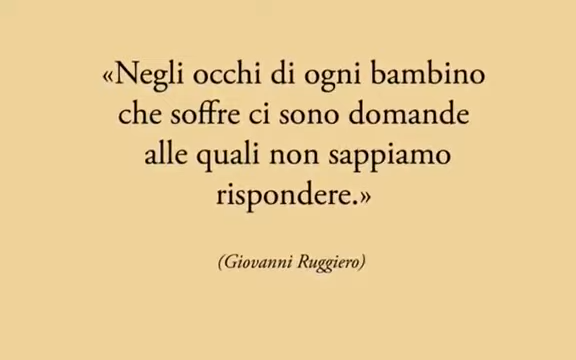 «Negli occhi di ogni bambino
che soffre ci sono domande
alle quali non sappiamo
rispondere.»
(Giovanni Ruggiero)